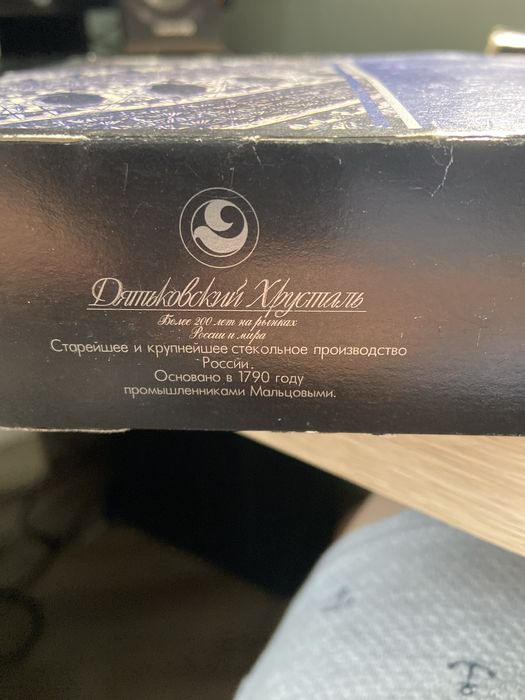 Дятьковский Хрусталь
Более 200 лет на рынках
России и мира
Старейшее и крупнейшее стекольное производство
России.
Основано в 1790 году
промышленниками Мальцовыми.